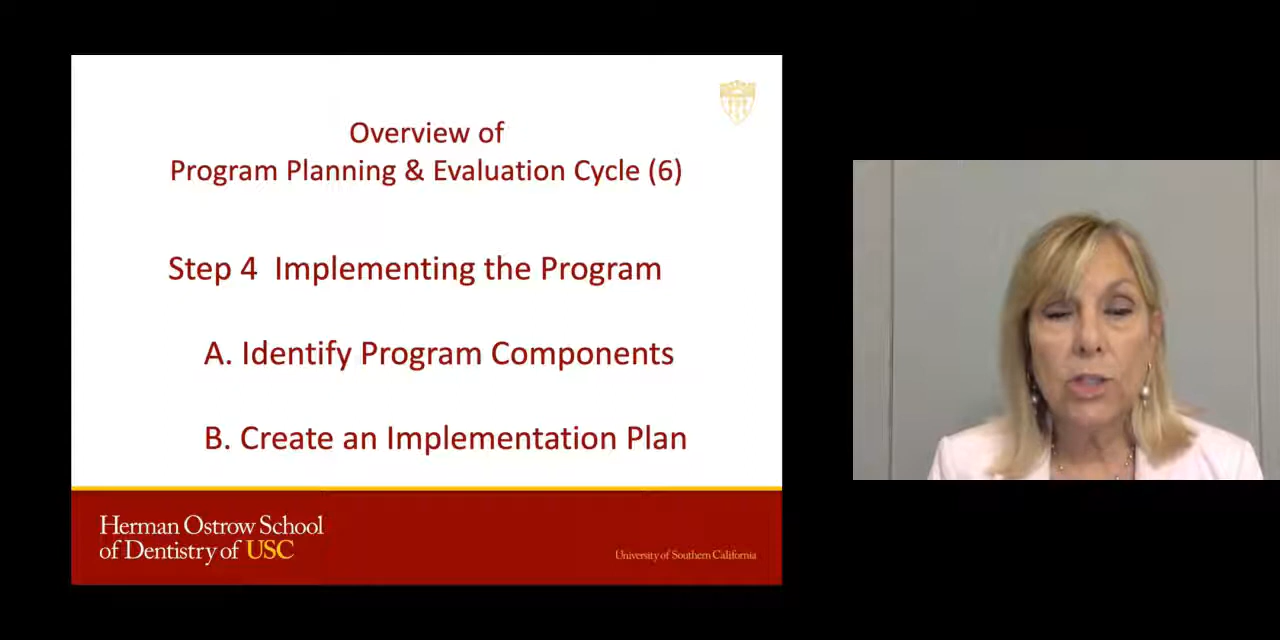 Overview of
Program Planning & Evaluation Cycle (6)
Step 4 Implementing the Program
A. Identify Program Components
B. Create an Implementation Plan
Herman Ostrow School
of Dentistry of USC
University of Southern California